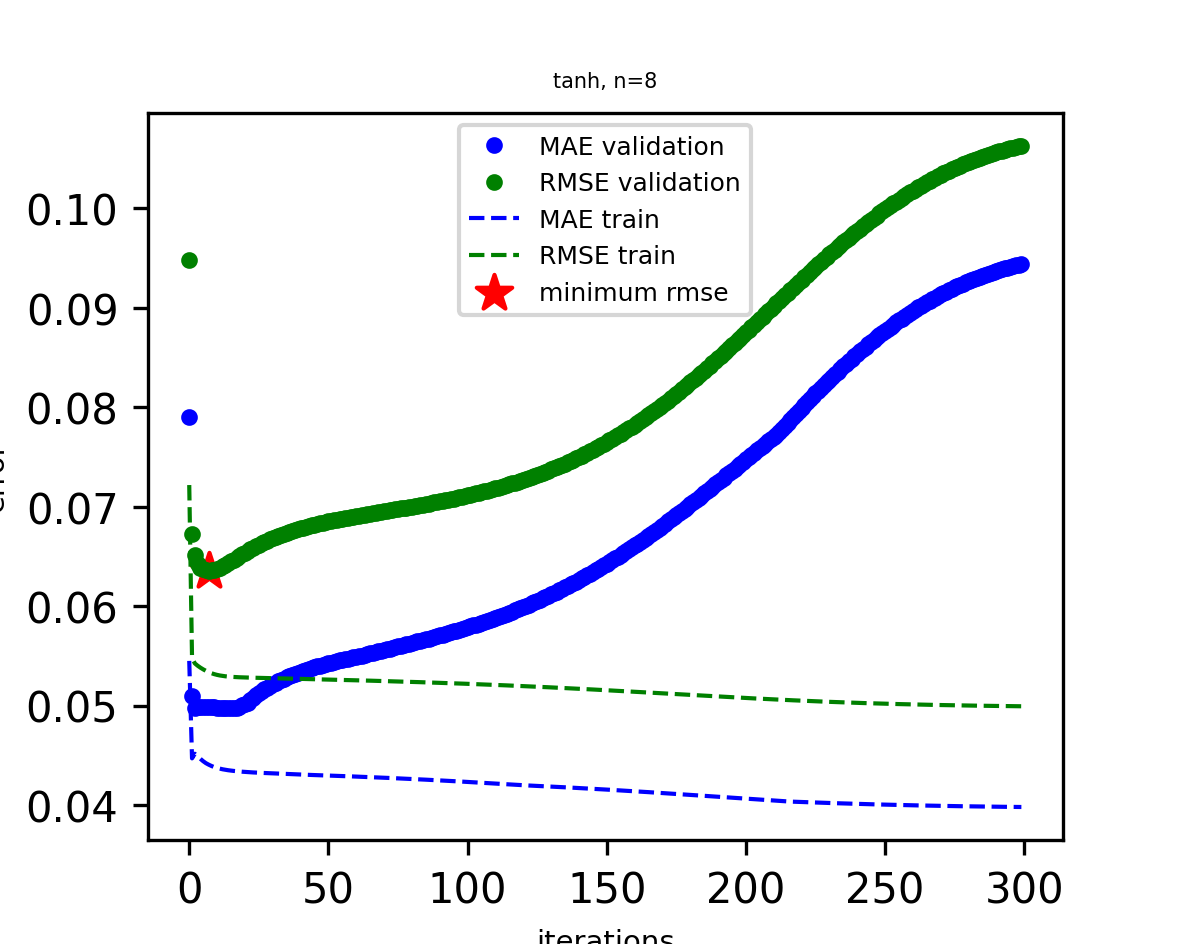 tanh, n=8
MAE validation
RMSE validation
MAE train
RMSE train
minimum rmse
0.10
0.09
0.08
0.07
0.06
0.05
0.04
0 50 100 150 200 250 300
iterations